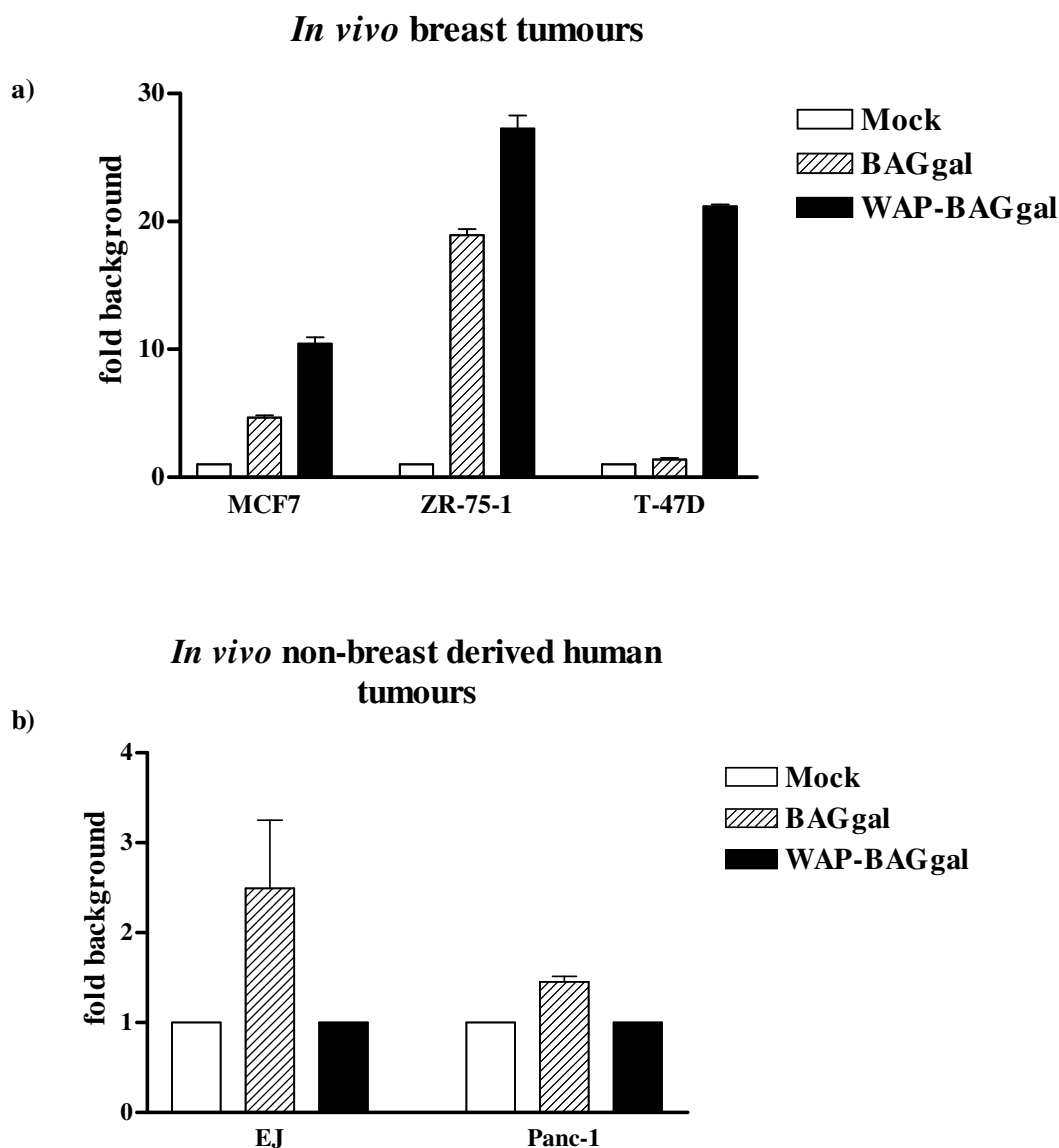 In vivo breast tumours
a)
30
20
10
0
fold background
MCF7 ZR-75-1 T-47D
Mock
BAGgal
WAP-BAGgal
In vivo non-breast derived human
tumours
b)
4
3
2
1
0
fold background
EJ Panc-1
Mock
BAGgal
WAP-BAGgal